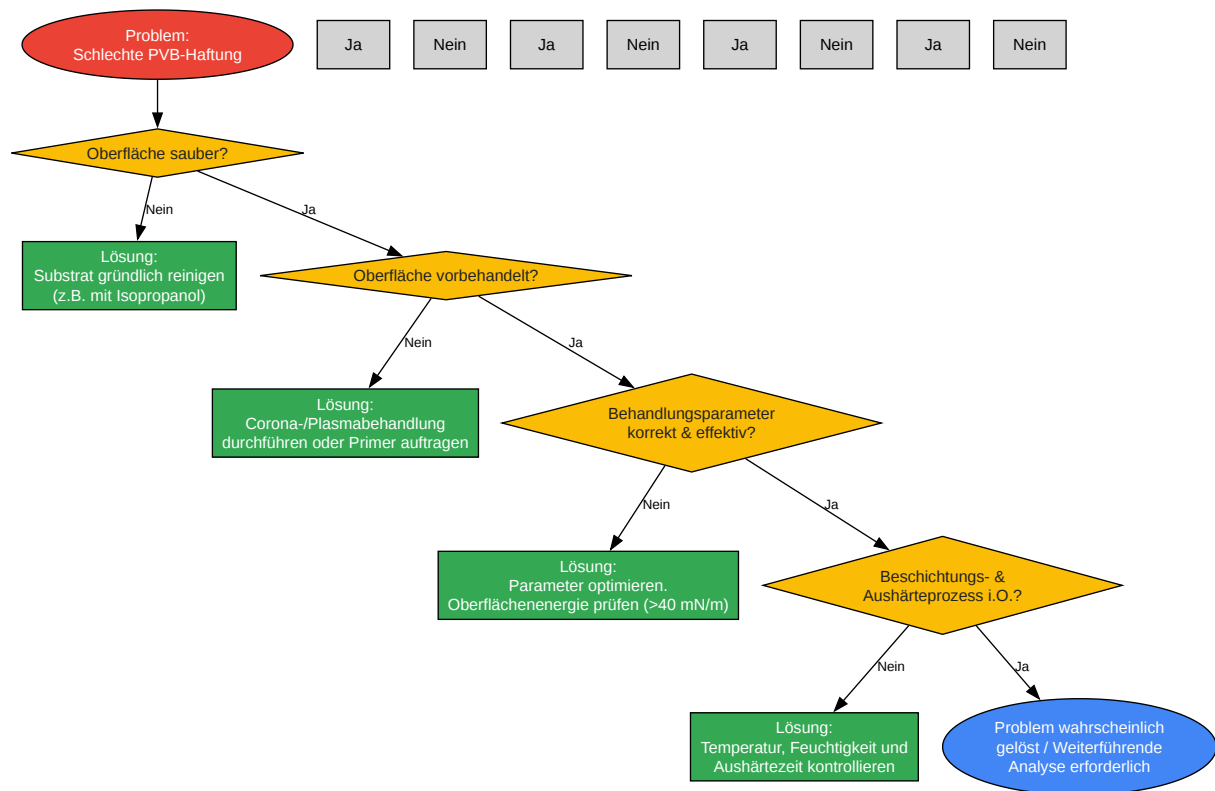 Problem:
Schlechte PVB-Haftung
Ja
Nein
Ja
Nein
Ja
Nein
Ja
Nein
Oberfläche sauber?
Nein
Ja
Lösung:
Substrat gründlich reinigen
(z.B. mit Isopropanol)
Oberfläche vorbehandelt?
Nein
Ja
Lösung:
Corona-/Plasmabehandlung
durchführen oder Primer auftragen
Behandlungsparameter
korrekt & effektiv?
Nein
Ja
Lösung:
Parameter optimieren.
Oberflächenenergie prüfen (>40 mN/m)
Beschichtungs- &
Aushärteprozess i.O.?
Nein
Ja
Lösung:
Temperatur, Feuchtigkeit und
Aushärtezeit kontrollieren
Problem wahrscheinlich
gelöst / Weiterführende
Analyse erforderlich